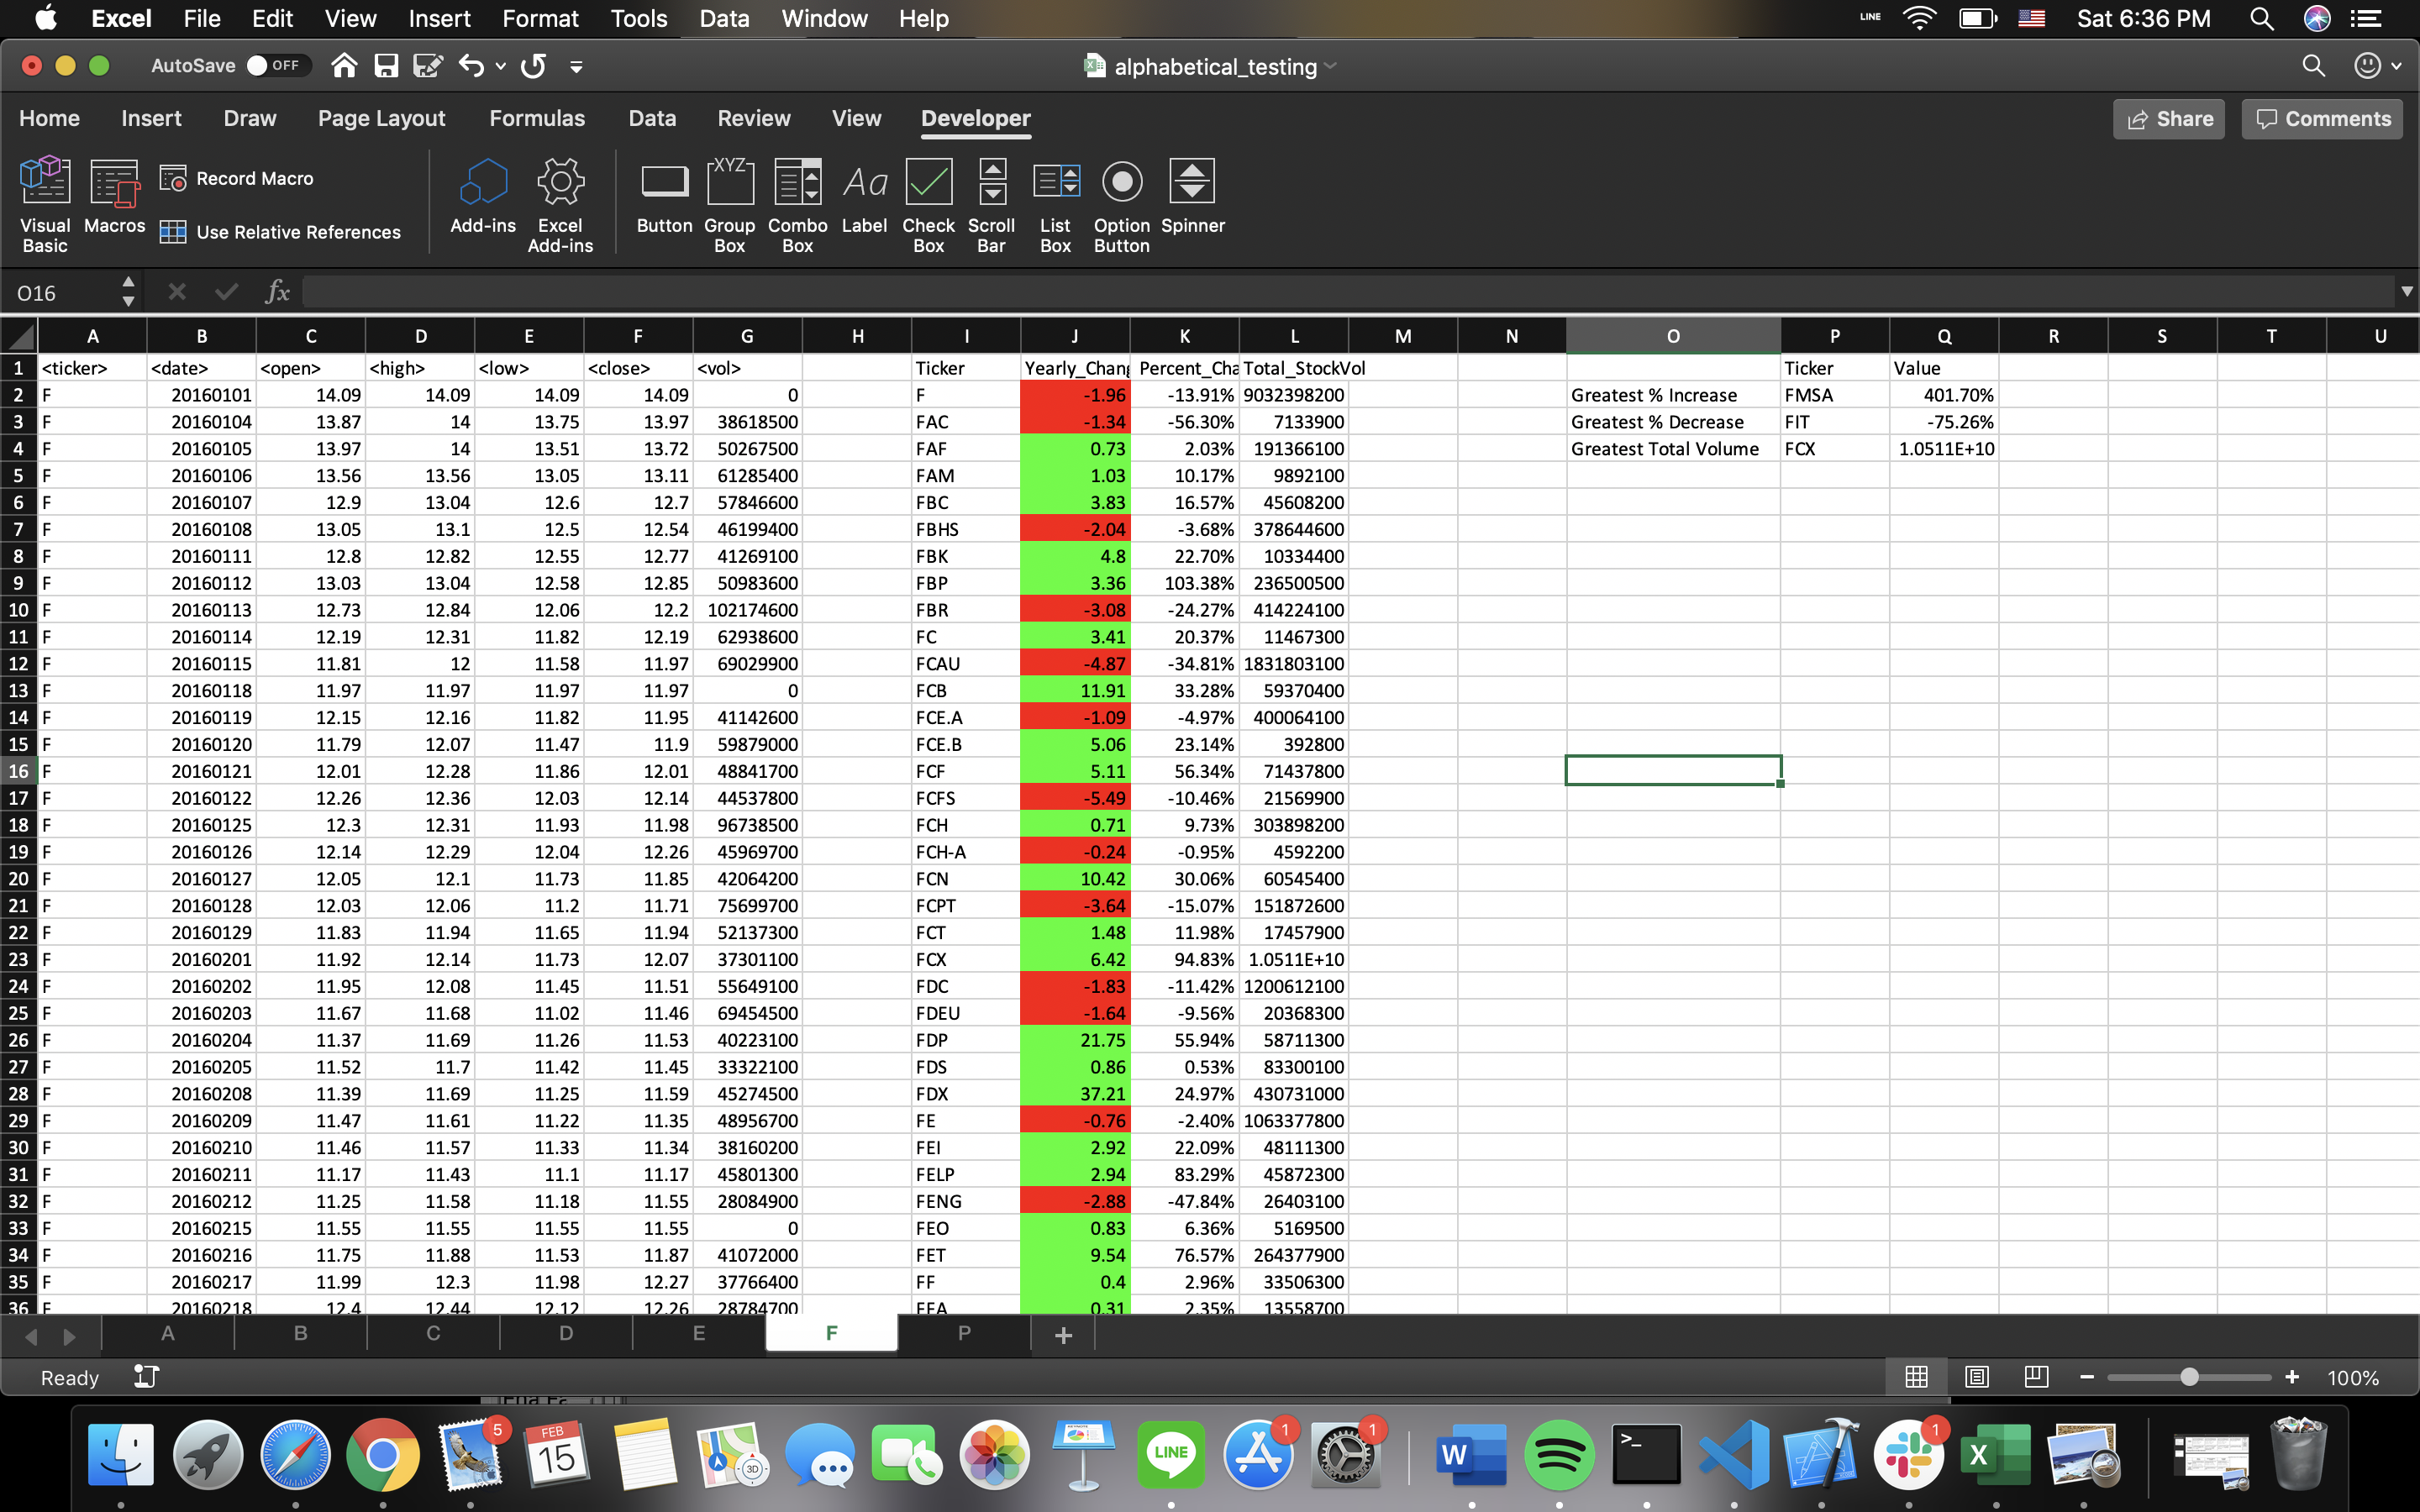 Excel File Edit View Insert Format Tools Data Window Help LINE Sat 6:36 PM
AutoSave OFF alphabetical_testing
Home Insert Draw Page Layout Formulas Data Review View Developer Share Comments
Visual Basic Macros Record Macro Use Relative References Add-ins Excel Add-ins Button XYZ Group Box Combo Box Aa Label Check Box Scroll Bar List Box Option Button Spinner
O16 fx
A B C D E F G H I J K L M N O P Q R S T U
1 <ticker> <date> <open> <high> <low> <close> <vol> Ticker Yearly_Chang Percent_Cha Total_StockVol Ticker Value
2 F 20160101 14.09 14.09 14.09 14.09 0 F -1.96 -13.91% 9032398200 Greatest % Increase FMSA 401.70%
3 F 20160104 13.87 14 13.75 13.97 38618500 FAC -1.34 -56.30% 7133900 Greatest % Decrease FIT -75.26%
4 F 20160105 13.97 14 13.51 13.72 50267500 FAF 0.73 2.03% 191366100 Greatest Total Volume FCX 1.0511E+10
5 F 20160106 13.56 13.56 13.05 13.11 61285400 FAM 1.03 10.17% 9892100
6 F 20160107 12.9 13.04 12.6 12.7 57846600 FBC 3.83 16.57% 45608200
7 F 20160108 13.05 13.1 12.5 12.54 46199400 FBHS -2.04 -3.68% 378644600
8 F 20160111 12.8 12.82 12.55 12.77 41269100 FBK 4.8 22.70% 10334400
9 F 20160112 13.03 13.04 12.58 12.85 50983600 FBP 3.36 103.38% 236500500
10 F 20160113 12.73 12.84 12.06 12.2 102174600 FBR -3.08 -24.27% 414224100
11 F 20160114 12.19 12.31 11.82 12.19 62938600 FC 3.41 20.37% 11467300
12 F 20160115 11.81 12 11.58 11.97 69029900 FCAU -4.87 -34.81% 1831803100
13 F 20160118 11.97 11.97 11.97 11.97 0 FCB 11.91 33.28% 59370400
14 F 20160119 12.15 12.16 11.82 11.95 41142600 FCE.A -1.09 -4.97% 400064100
15 F 20160120 11.79 12.07 11.47 11.9 59879000 FCE.B 5.06 23.14% 392800
16 F 20160121 12.01 12.28 11.86 12.01 48841700 FCF 5.11 56.34% 71437800
17 F 20160122 12.26 12.36 12.03 12.14 44537800 FCFS -5.49 -10.46% 21569900
18 F 20160125 12.3 12.31 11.93 11.98 96738500 FCH 0.71 9.73% 303898200
19 F 20160126 12.14 12.29 12.04 12.26 45969700 FCH-A -0.24 -0.95% 4592200
20 F 20160127 12.05 12.1 11.73 11.85 42064200 FCN 10.42 30.06% 60545400
21 F 20160128 12.03 12.06 11.2 11.71 75699700 FCPT -3.64 -15.07% 151872600
22 F 20160129 11.83 11.94 11.65 11.94 52137300 FCT 1.48 11.98% 17457900
23 F 20160201 11.92 12.14 11.73 12.07 37301100 FCX 6.42 94.83% 1.0511E+10
24 F 20160202 11.95 12.08 11.45 11.51 55649100 FDC -1.83 -11.42% 1200612100
25 F 20160203 11.67 11.68 11.02 11.46 69454500 FDEU -1.64 -9.56% 20368300
26 F 20160204 11.37 11.69 11.26 11.53 40223100 FDP 21.75 55.94% 58711300
27 F 20160205 11.52 11.7 11.42 11.45 33322100 FDS 0.86 0.53% 83300100
28 F 20160208 11.39 11.69 11.25 11.59 45274500 FDX 37.21 24.97% 430731000
29 F 20160209 11.47 11.61 11.22 11.35 48956700 FE -0.76 -2.40% 1063377800
30 F 20160210 11.46 11.57 11.33 11.34 38160200 FEI 2.92 22.09% 48111300
31 F 20160211 11.17 11.43 11.1 11.17 45801300 FELP 2.94 83.29% 45872300
32 F 20160212 11.25 11.58 11.18 11.55 28084900 FENG -2.88 -47.84% 26403100
33 F 20160215 11.55 11.55 11.55 11.55 0 FEO 0.83 6.36% 5169500
34 F 20160216 11.75 11.88 11.53 11.87 41072000 FET 9.54 76.57% 264377900
35 F 20160217 11.99 12.3 11.98 12.27 37766400 FF 0.4 2.96% 33506300
36 F 20160218 12.4 12.44 12.12 12.26 28784700 FFA 0.31 2.35% 13558700
A B C D E F P +
Ready 100%
5 FEB 15 3D LINE 1 1 W >_ 1 X